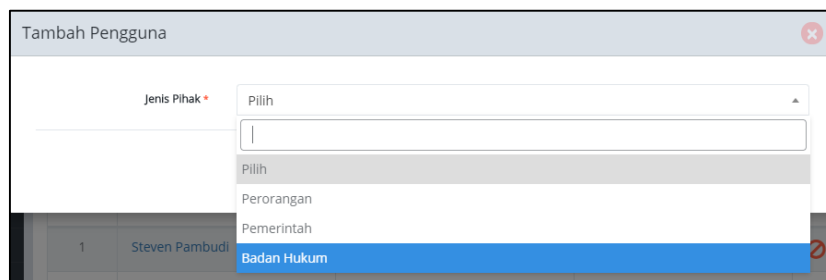 Tambah Pengguna
Jenis Pihak * Pilih
Pilih
Perorangan
Pemerintah
1 Steven Pambudi
Badan Hukum